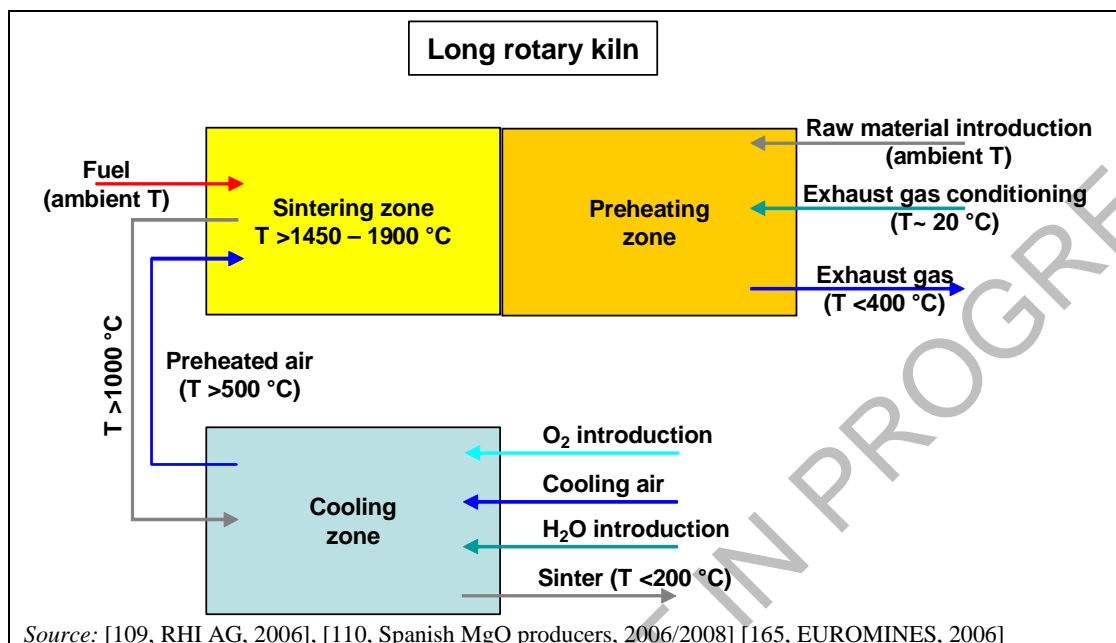 Long rotary kiln
Fuel
(ambient T)
Sintering zone
T >1450 – 1900 °C
Preheating
zone
Raw material introduction
(ambient T)
Exhaust gas conditioning
(T~ 20 °C)
Exhaust gas
(T <400 °C)
T >1000 °C
Preheated air
(T >500 °C)
Cooling
zone
O₂ introduction
Cooling air
H₂O introduction
Sinter (T <200 °C)
Source: [109, RHI AG, 2006], [110, Spanish MgO producers, 2006/2008] [165, EUROMINES, 2006]
IN PROGRE